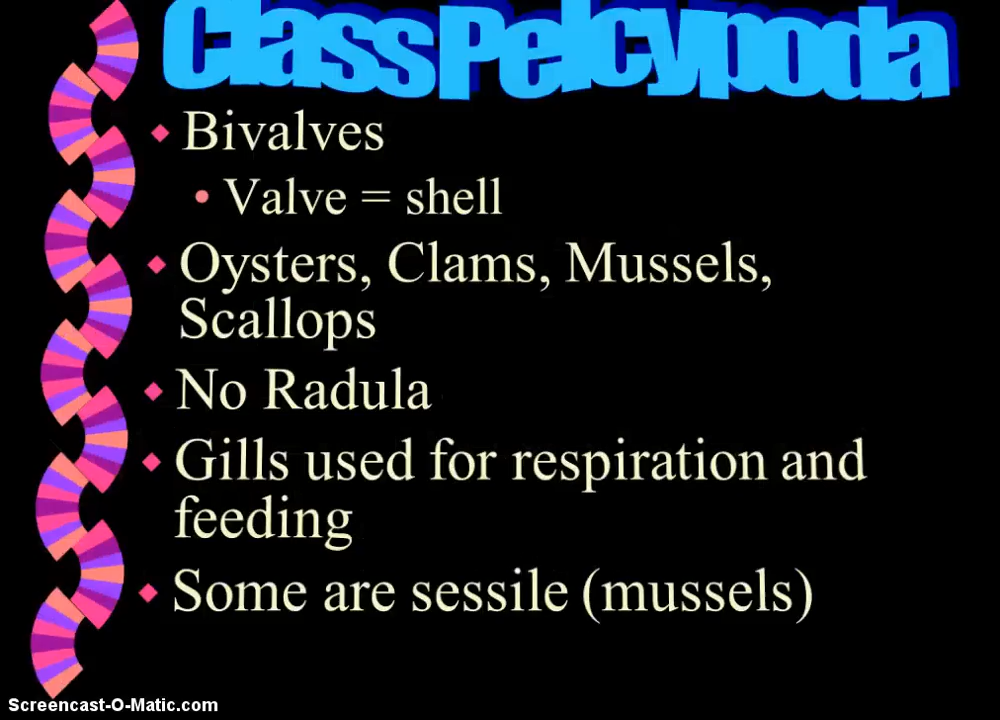 Class Pelcypoda
Bivalves
Valve = shell
Oysters, Clams, Mussels,
Scallops
No Radula
Gills used for respiration and
feeding
Some are sessile (mussels)
Screencast-O-Matic.com